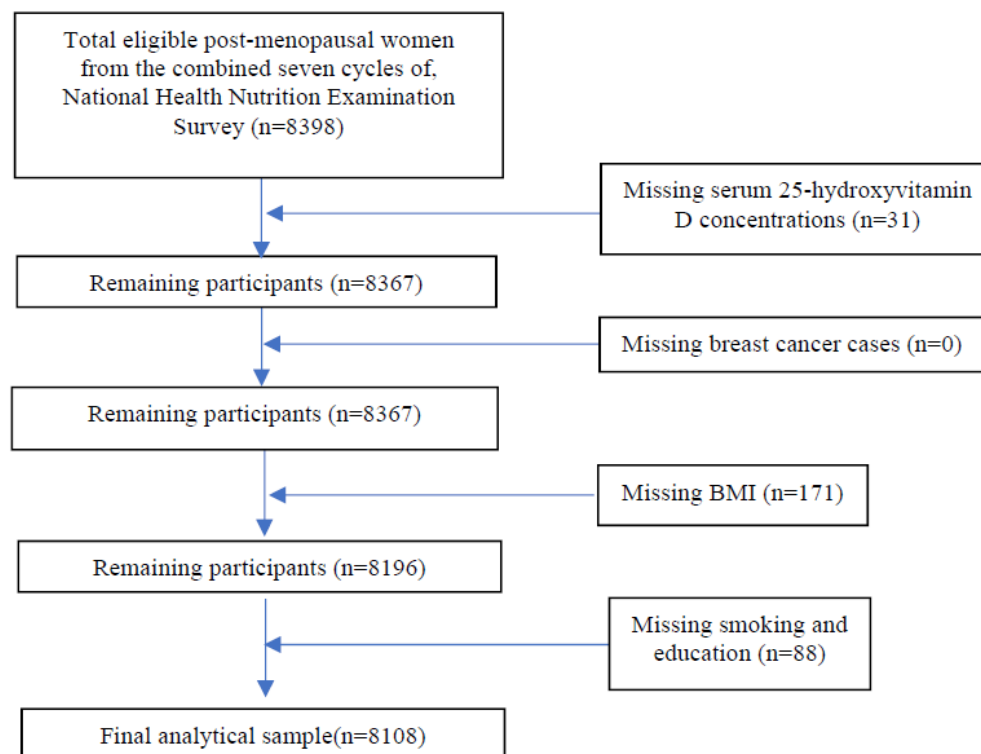 Total eligible post-menopausal women
from the combined seven cycles of,
National Health Nutrition Examination
Survey (n=8398)
Missing serum 25-hydroxyvitamin
D concentrations (n=31)
Remaining participants (n=8367)
Missing breast cancer cases (n=0)
Remaining participants (n=8367)
Missing BMI (n=171)
Remaining participants (n=8196)
Missing smoking and
education (n=88)
Final analytical sample(n=8108)